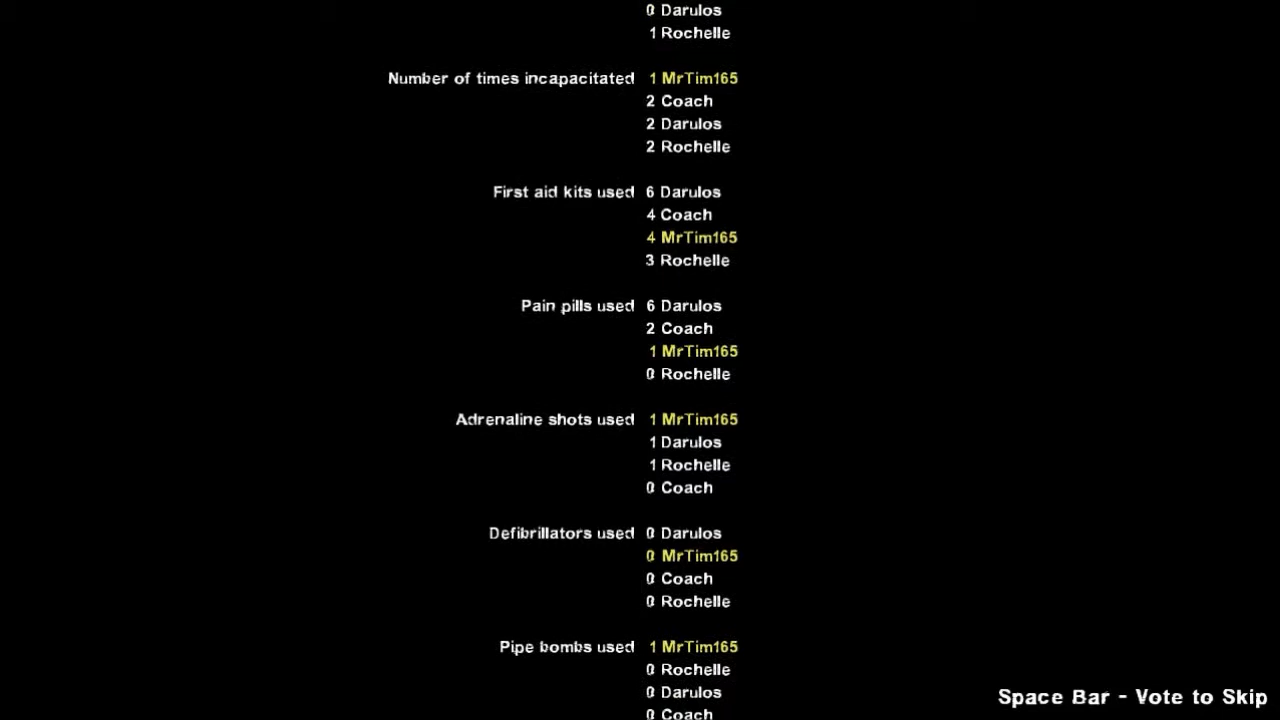 0 Darulos
1 Rochelle
Number of times incapacitated 1 MrTim165
2 Coach
2 Darulos
2 Rochelle
First aid kits used 6 Darulos
4 Coach
4 MrTim165
3 Rochelle
Pain pills used 6 Darulos
2 Coach
1 MrTim165
0 Rochelle
Adrenaline shots used 1 MrTim165
1 Darulos
1 Rochelle
0 Coach
Defibrillators used 0 Darulos
0 MrTim165
0 Coach
0 Rochelle
Pipe bombs used 1 MrTim165
0 Rochelle
0 Darulos
0 Coach
Space Bar - Vote to Skip